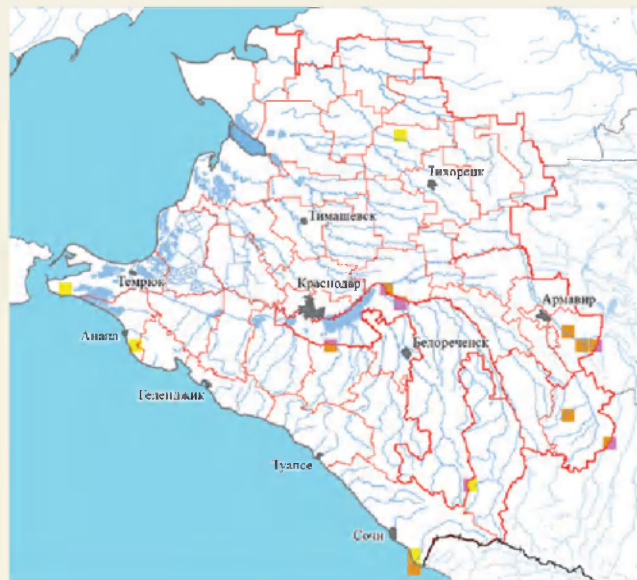 Тихорецк
Тимашевск
Темрюк
Краснодар
Армавир
Анапа
Белореченск
Геленджик
Туапсе
Сочи